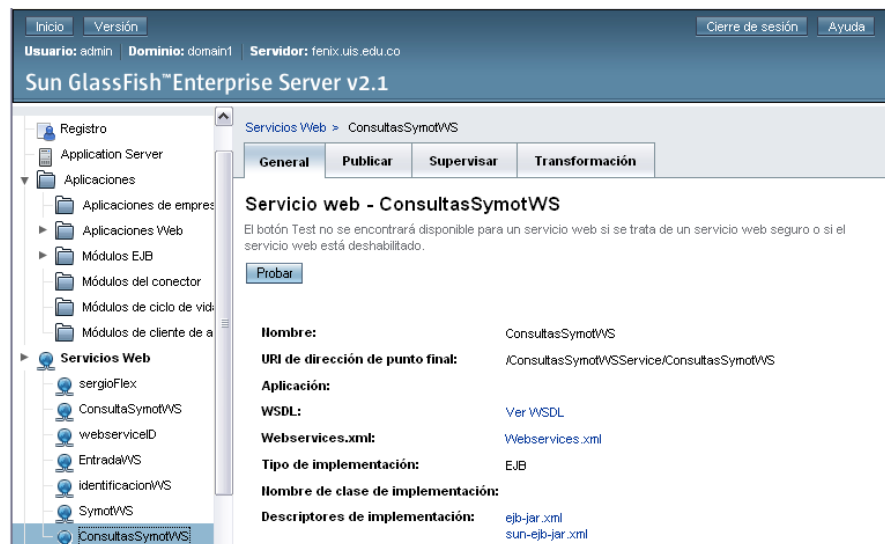 Inicio Versión Cierre de sesión Ayuda
Usuario: admin Dominio: domain1 Servidor: fenix.uis.edu.co
Sun GlassFish™ Enterprise Server v2.1
Registro
Application Server
Aplicaciones
Aplicaciones de empres
Aplicaciones Web
Módulos EJB
Módulos del conector
Módulos de ciclo de vid
Módulos de cliente de a
Servicios Web
sergioFlex
ConsultaSymotWS
webserviceID
EntradaWS
identificacionWS
SymotWS
ConsultasSymotWS
Servicios Web > ConsultasSymotWS
General Publicar Supervisar Transformación
Servicio web - ConsultasSymotWS
El botón Test no se encontrará disponible para un servicio web si se trata de un servicio web seguro o si el
servicio web está deshabilitado.
Probar
Nombre: ConsultasSymotWS
URI de dirección de punto final: /ConsultasSymotWSService/ConsultasSymotWS
Aplicación:
WSDL: Ver WSDL
Webservices.xml: Webservices.xml
Tipo de implementación: EJB
Nombre de clase de implementación:
Descriptores de implementación: ejb-jar.xml
sun-ejb-jar.xml